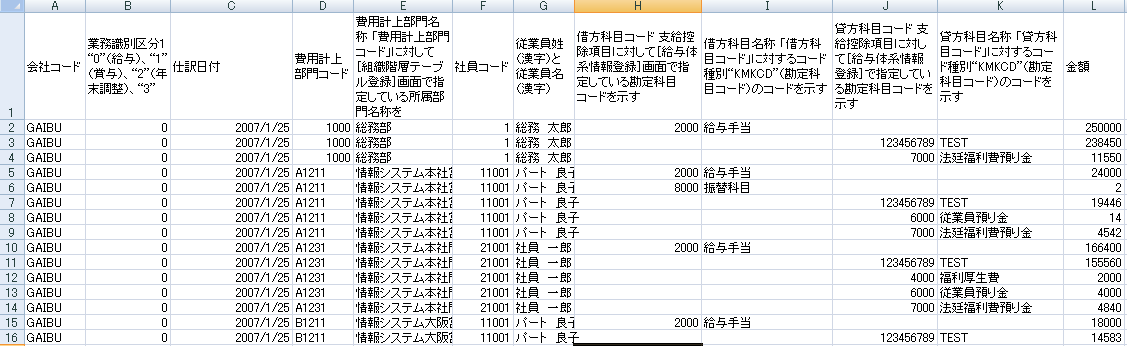 A B C D E F G H I J K L
1 会社コード 業務識別区分1 “0”(給与)、“1”(賞与)、“2”(年末調整)、“3” 仕訳日付 費用計上部門コード 費用計上部門名称 「費用計上部門コード」に対して[組織階層テーブル登録]画面で指定している所属部門名称を 社員コード 従業員姓(漢字)と従業員名(漢字) 借方科目コード 支給控除項目に対して[給与体系情報登録]画面で指定している勘定科目コードを示す 借方科目名称 「借方科目コード」に対するコード種別“KMKCD”(勘定科目コード)のコードを示す 貸方科目コード 支給控除項目に対して[給与体系情報登録]で指定している勘定科目コードを示す 貸方科目名称 「貸方科目コード」に対するコード種別“KMKCD”(勘定科目コード)のコードを示す 金額
2 GAIBU 0 2007/1/25 1000 総務部 1 総務 太郎 2000 給与手当 250000
3 GAIBU 0 2007/1/25 1000 総務部 1 総務 太郎 123456789 TEST 238450
4 GAIBU 0 2007/1/25 1000 総務部 1 総務 太郎 7000 法廷福利費預り金 11550
5 GAIBU 0 2007/1/25 A1211 情報システム本社 11001 パート 良子 2000 給与手当 24000
6 GAIBU 0 2007/1/25 A1211 情報システム本社 11001 パート 良子 8000 振替科目 2
7 GAIBU 0 2007/1/25 A1211 情報システム本社 11001 パート 良子 123456789 TEST 19446
8 GAIBU 0 2007/1/25 A1211 情報システム本社 11001 パート 良子 6000 従業員預り金 14
9 GAIBU 0 2007/1/25 A1211 情報システム本社 11001 パート 良子 7000 法廷福利費預り金 4542
10 GAIBU 0 2007/1/25 A1231 情報システム本社 21001 社員 一郎 2000 給与手当 166400
11 GAIBU 0 2007/1/25 A1231 情報システム本社 21001 社員 一郎 123456789 TEST 155560
12 GAIBU 0 2007/1/25 A1231 情報システム本社 21001 社員 一郎 4000 福利厚生費 2000
13 GAIBU 0 2007/1/25 A1231 情報システム本社 21001 社員 一郎 6000 従業員預り金 4000
14 GAIBU 0 2007/1/25 A1231 情報システム本社 21001 社員 一郎 7000 法廷福利費預り金 4840
15 GAIBU 0 2007/1/25 B1211 情報システム大阪 11001 パート 良子 2000 給与手当 18000
16 GAIBU 0 2007/1/25 B1211 情報システム大阪 11001 パート 良子 123456789 TEST 14583